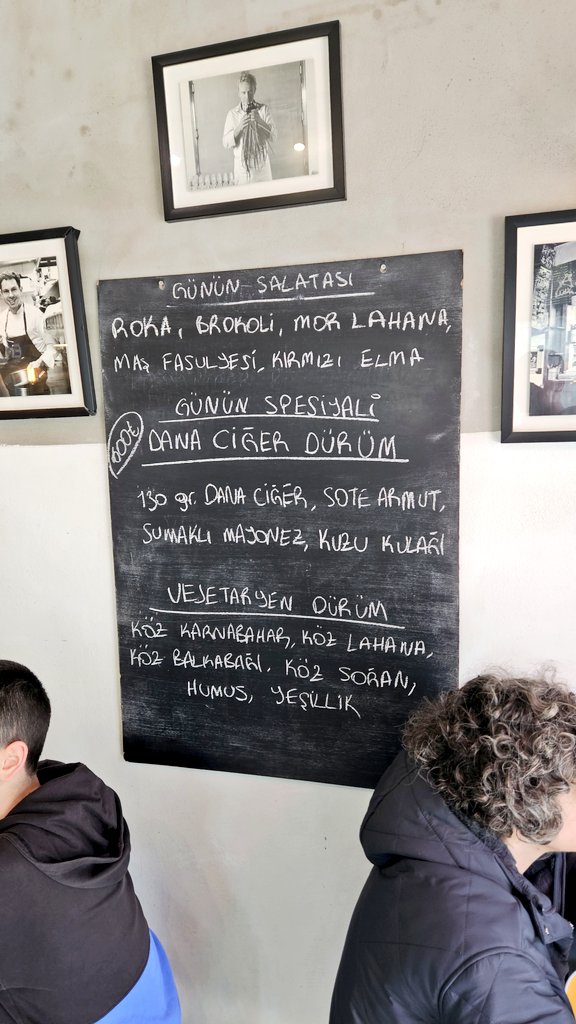 GÜNÜN SALATASI
ROKA, BROKOLİ, MOR LAHANA,
MAŞ FASULYESİ, KIRMIZI ELMA
GÜNÜN SPESİYALİ
600₺
DANA CİĞER DÜRÜM
130 gr. DANA CİĞER, SOTE ARMUT,
SUMAKLI MAYONEZ, KUZU KULAĞI
VEJETARYEN DÜRÜM
KÖZ KARNABAHAR, KÖZ LAHANA,
KÖZ BALKABAĞI, KÖZ SOĞAN,
HUMUS, YEŞİLLİK